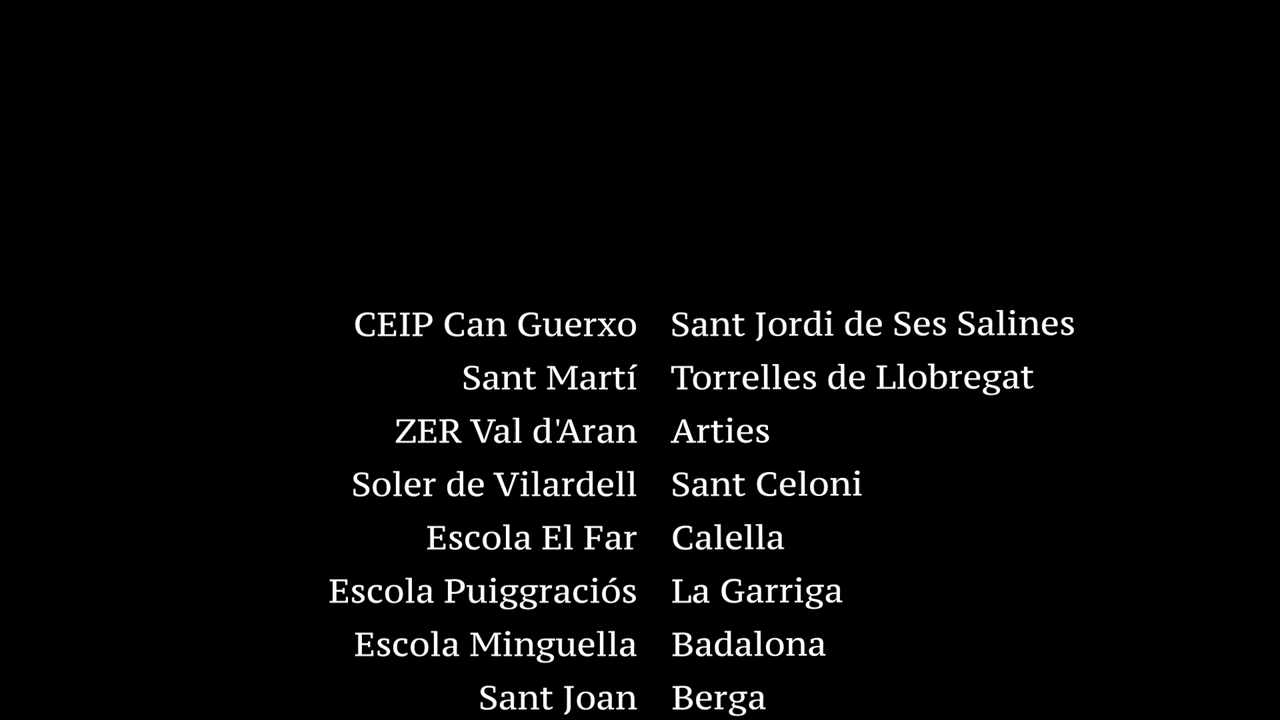 CEIP Can Guerxo Sant Jordi de Ses Salines
Sant Martí Torrelles de Llobregat
ZER Val d'Aran Arties
Soler de Vilardell Sant Celoni
Escola El Far Calella
Escola Puiggraciós La Garriga
Escola Minguella Badalona
Sant Joan Berga